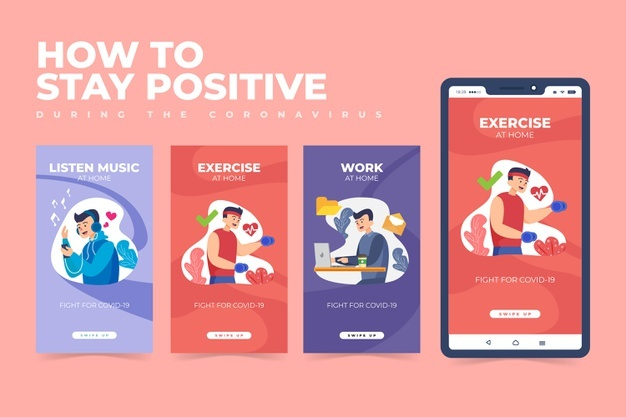 HOW TO
STAY POSITIVE
DURING THE CORONAVIRUS
LISTEN MUSIC
AT HOME
FIGHT FOR COVID-19
SWIPE UP
EXERCISE
AT HOME
FIGHT FOR COVID-19
SWIPE UP
WORK
AT HOME
FIGHT FOR COVID-19
SWIPE UP
EXERCISE
AT HOME
FIGHT FOR COVID-19
SWIPE UP